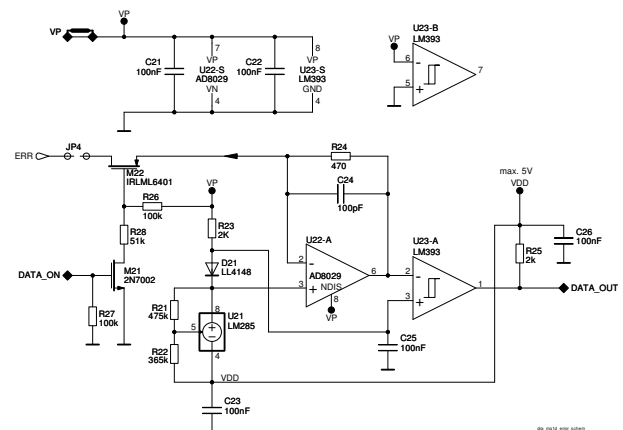 VP
VP
C21
100nF
7
VP
U22-S
AD8029
VN
4
C22
100nF
8
VP
U23-S
LM393
GND
4
U23-B
LM393
VP
6
5
7
ERR
JP4
M22
IRLML6401
R26
100k
VP
R24
470
C24
100pF
R28
51k
R23
2K
DATA_ON
M21
2N7002
D21
LL4148
R27
100k
R21
475k
R22
365k
5
8
U21
LM285
4
VDD
C23
100nF
U22-A
AD8029
NDIS
2
3
6
8
VP
U23-A
LM393
2
3
1
C25
100nF
max. 5V
VDD
R25
2k
C26
100nF
DATA_OUT